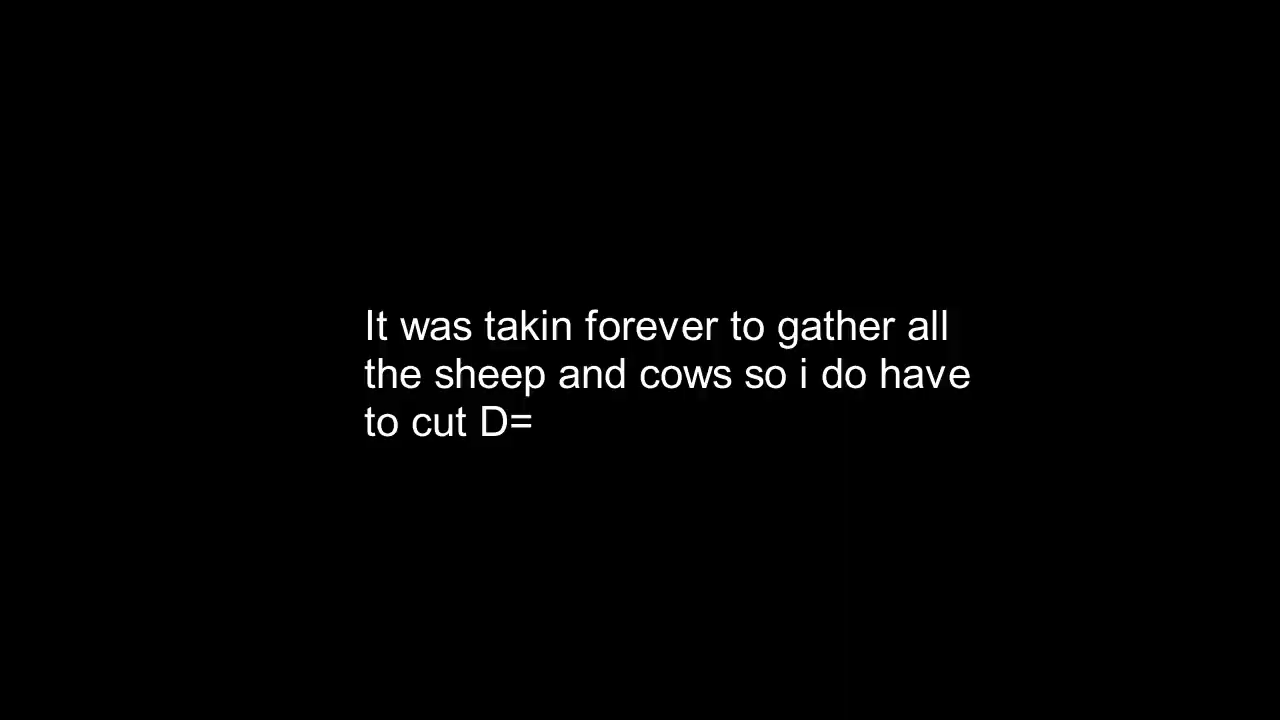 It was takin forever to gather all
the sheep and cows so i do have
to cut D=